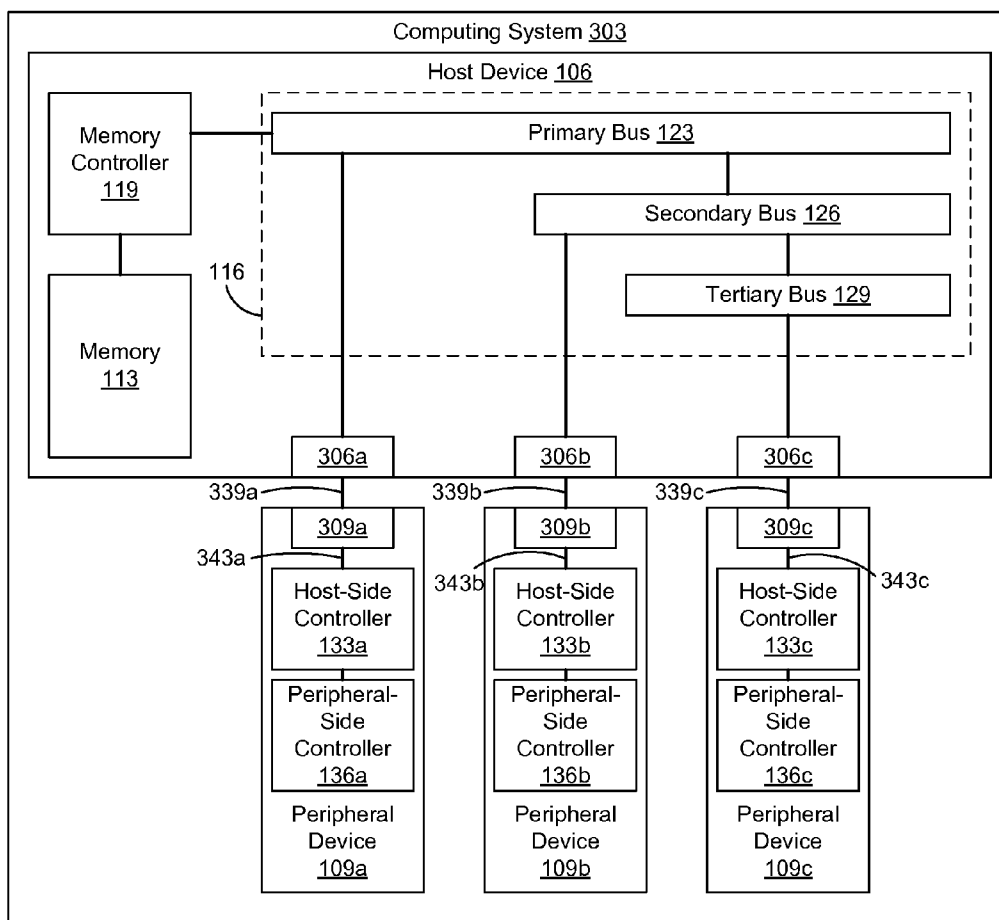 Computing System 303
Host Device 106
Memory
Controller
119
Primary Bus 123
Secondary Bus 126
116
Tertiary Bus 129
Memory
113
306a
306b
306c
339a
339b
339c
309a
309b
309c
343a
343b
343c
Host-Side
Controller
133a
Host-Side
Controller
133b
Host-Side
Controller
133c
Peripheral-
Side
Controller
136a
Peripheral-
Side
Controller
136b
Peripheral-
Side
Controller
136c
Peripheral
Device
109a
Peripheral
Device
109b
Peripheral
Device
109c